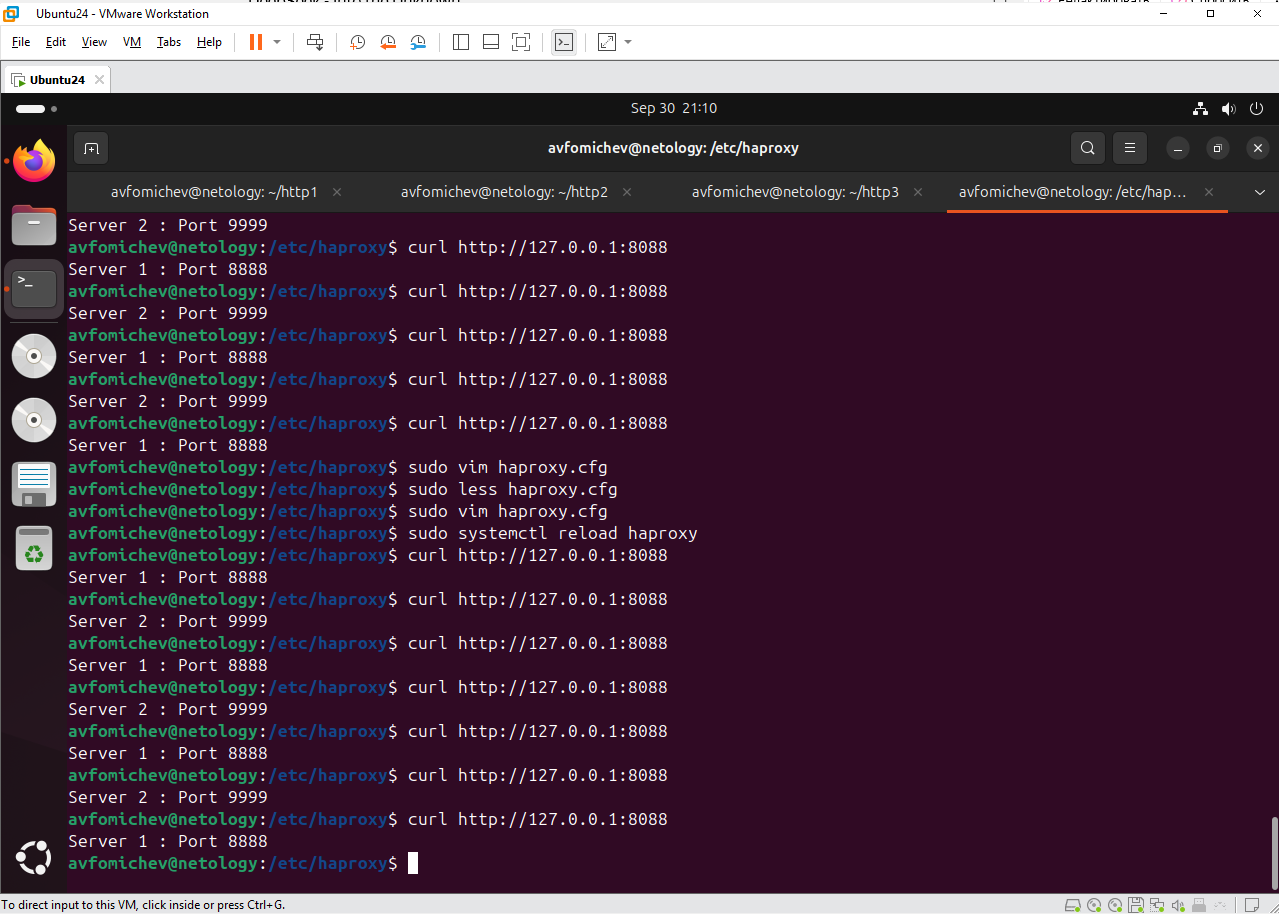 Ubuntu24 - VMware Workstation
File Edit View VM Tabs Help
Ubuntu24
Sep 30 21:10
avfomichev@netology: /etc/haproxy
avfomichev@netology: ~/http1
avfomichev@netology: ~/http2
avfomichev@netology: ~/http3
avfomichev@netology: /etc/hap...
Server 2 : Port 9999
avfomichev@netology:/etc/haproxy$ curl http://127.0.0.1:8088
Server 1 : Port 8888
avfomichev@netology:/etc/haproxy$ curl http://127.0.0.1:8088
Server 2 : Port 9999
avfomichev@netology:/etc/haproxy$ curl http://127.0.0.1:8088
Server 1 : Port 8888
avfomichev@netology:/etc/haproxy$ curl http://127.0.0.1:8088
Server 2 : Port 9999
avfomichev@netology:/etc/haproxy$ curl http://127.0.0.1:8088
Server 1 : Port 8888
avfomichev@netology:/etc/haproxy$ sudo vim haproxy.cfg
avfomichev@netology:/etc/haproxy$ sudo less haproxy.cfg
avfomichev@netology:/etc/haproxy$ sudo vim haproxy.cfg
avfomichev@netology:/etc/haproxy$ sudo systemctl reload haproxy
avfomichev@netology:/etc/haproxy$ curl http://127.0.0.1:8088
Server 1 : Port 8888
avfomichev@netology:/etc/haproxy$ curl http://127.0.0.1:8088
Server 2 : Port 9999
avfomichev@netology:/etc/haproxy$ curl http://127.0.0.1:8088
Server 1 : Port 8888
avfomichev@netology:/etc/haproxy$ curl http://127.0.0.1:8088
Server 2 : Port 9999
avfomichev@netology:/etc/haproxy$ curl http://127.0.0.1:8088
Server 1 : Port 8888
avfomichev@netology:/etc/haproxy$ curl http://127.0.0.1:8088
Server 2 : Port 9999
avfomichev@netology:/etc/haproxy$ curl http://127.0.0.1:8088
Server 1 : Port 8888
avfomichev@netology:/etc/haproxy$
To direct input to this VM, click inside or press Ctrl+G.